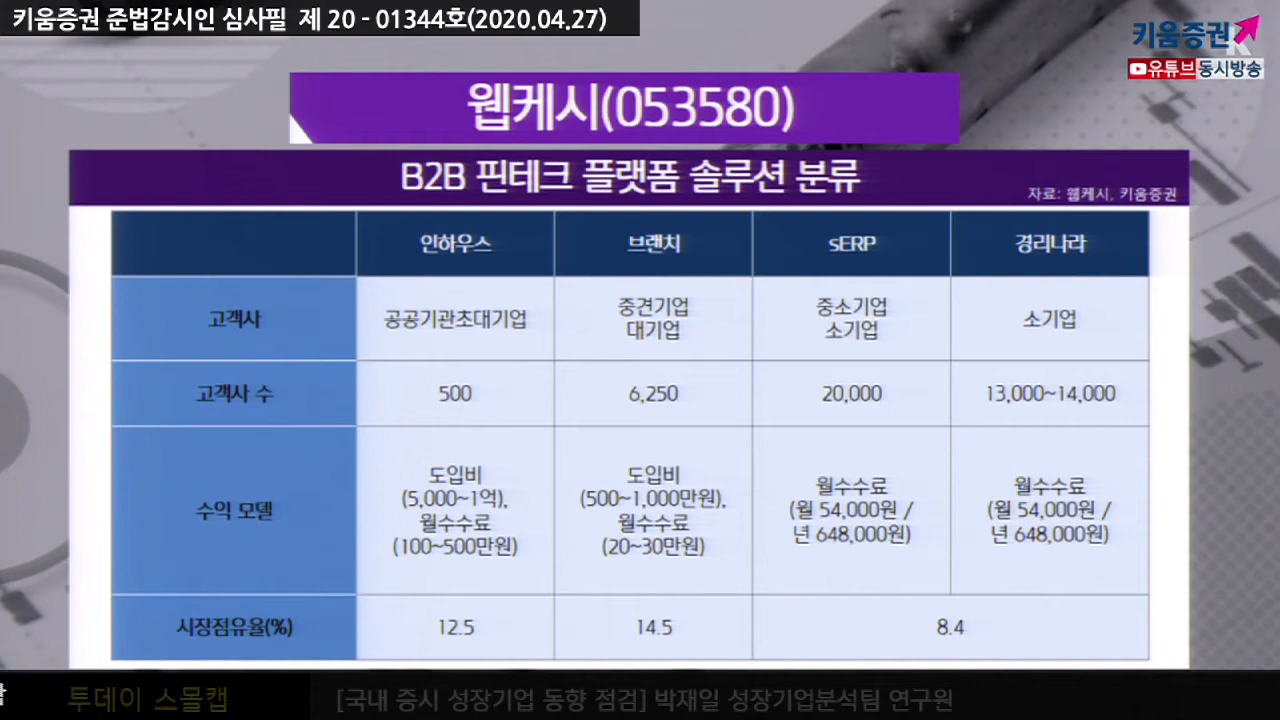 키움증권 준법감시인 심사필 제 20 - 01344호(2020.04.27)
키움증권
유튜브 동시방송
웹케시(053580)
B2B 핀테크 플랫폼 솔루션 분류
자료: 웹케시, 키움증권
인하우스 브랜치 sERP 경리나라
고객사 공공기관초대기업 중견기업 대기업 중소기업 소기업 소기업
고객사 수 500 6,250 20,000 13,000~14,000
수익 모델
도입비
(5,000~1억),
월수수료
(100~500만원)
도입비
(500~1,000만원),
월수수료
(20~30만원)
월수수료
(월 54,000원 /
년 648,000원)
월수수료
(월 54,000원 /
년 648,000원)
시장점유율(%) 12.5 14.5 8.4
투데이 스몰캡
[국내 증시 성장기업 동향 점검] 박재일 성장기업분석팀 연구원